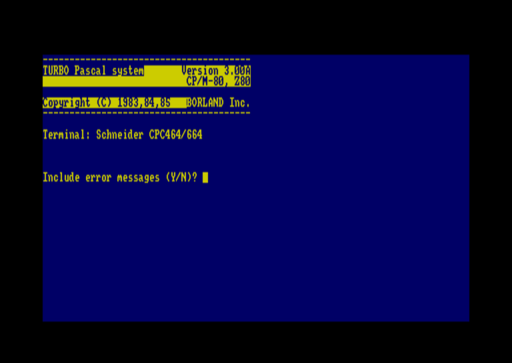 ----------------------------------------
TURBO Pascal system       Version 3.00A
CP/M-80, Z80
Copyright (C) 1983,84,85   BORLAND Inc.
----------------------------------------
Terminal: Schneider CPC464/664
Include error messages (Y/N)?